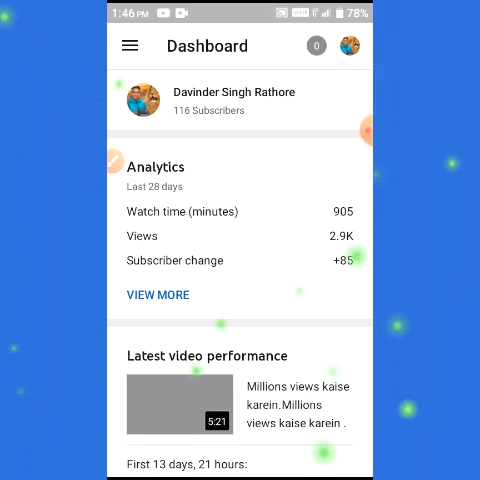 1:46 PM 78%
Dashboard 0
Davinder Singh Rathore
116 Subscribers
Analytics
Last 28 days
Watch time (minutes) 905
Views 2.9K
Subscriber change +85
VIEW MORE
Latest video performance
Millions views kaise
karein.Millions
views kaise karein .
5:21
First 13 days, 21 hours: